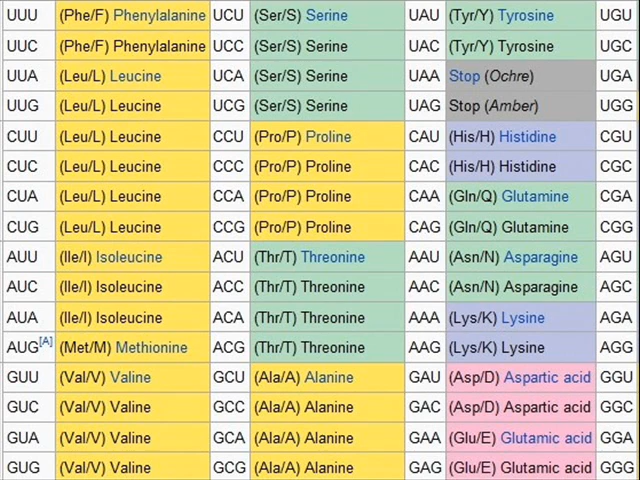 UUU (Phe/F) Phenylalanine UCU (Ser/S) Serine UAU (Tyr/Y) Tyrosine UGU
UUC (Phe/F) Phenylalanine UCC (Ser/S) Serine UAC (Tyr/Y) Tyrosine UGC
UUA (Leu/L) Leucine UCA (Ser/S) Serine UAA Stop (Ochre) UGA
UUG (Leu/L) Leucine UCG (Ser/S) Serine UAG Stop (Amber) UGG
CUU (Leu/L) Leucine CCU (Pro/P) Proline CAU (His/H) Histidine CGU
CUC (Leu/L) Leucine CCC (Pro/P) Proline CAC (His/H) Histidine CGC
CUA (Leu/L) Leucine CCA (Pro/P) Proline CAA (Gln/Q) Glutamine CGA
CUG (Leu/L) Leucine CCG (Pro/P) Proline CAG (Gln/Q) Glutamine CGG
AUU (Ile/I) Isoleucine ACU (Thr/T) Threonine AAU (Asn/N) Asparagine AGU
AUC (Ile/I) Isoleucine ACC (Thr/T) Threonine AAC (Asn/N) Asparagine AGC
AUA (Ile/I) Isoleucine ACA (Thr/T) Threonine AAA (Lys/K) Lysine AGA
AUG[A] (Met/M) Methionine ACG (Thr/T) Threonine AAG (Lys/K) Lysine AGG
GUU (Val/V) Valine GCU (Ala/A) Alanine GAU (Asp/D) Aspartic acid GGU
GUC (Val/V) Valine GCC (Ala/A) Alanine GAC (Asp/D) Aspartic acid GGC
GUA (Val/V) Valine GCA (Ala/A) Alanine GAA (Glu/E) Glutamic acid GGA
GUG (Val/V) Valine GCG (Ala/A) Alanine GAG (Glu/E) Glutamic acid GGG